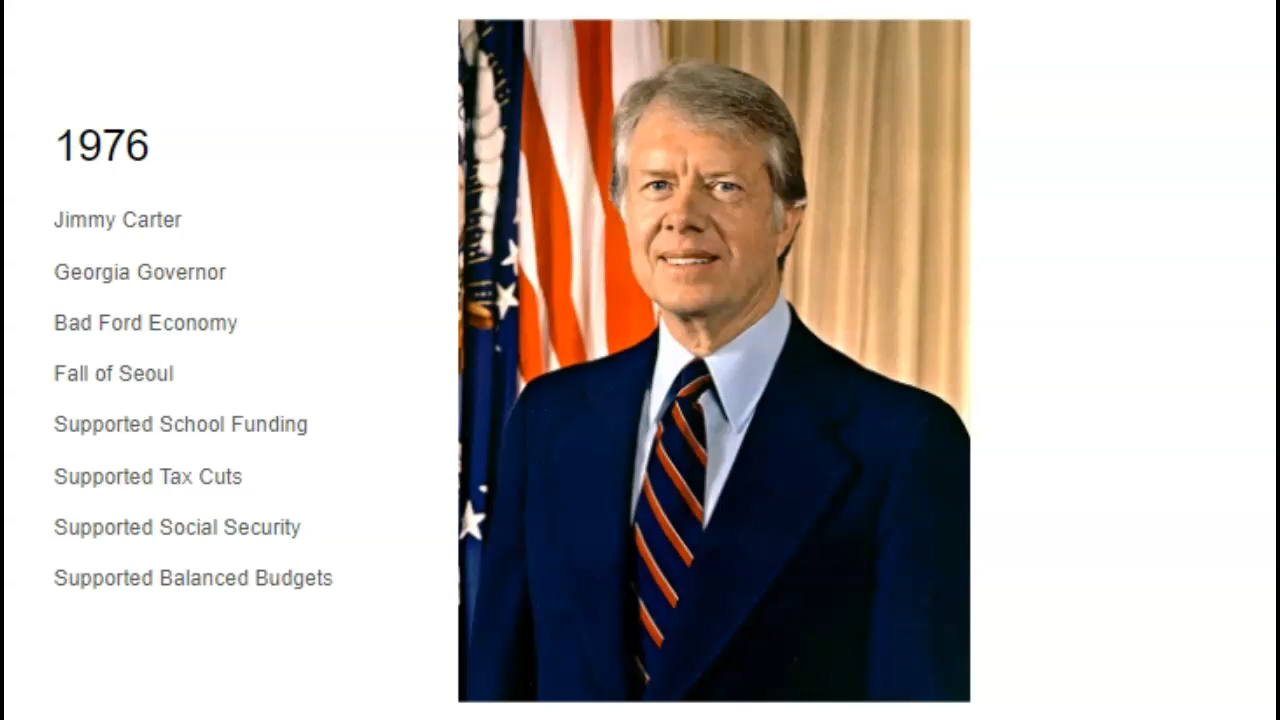 1976
Jimmy Carter
Georgia Governor
Bad Ford Economy
Fall of Seoul
Supported School Funding
Supported Tax Cuts
Supported Social Security
Supported Balanced Budgets